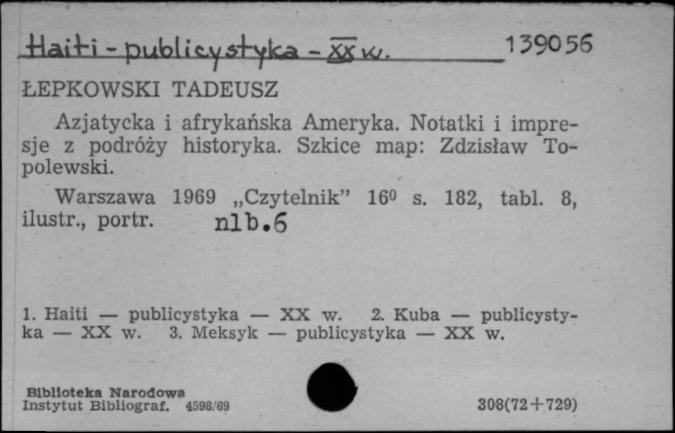 Haiti - publicystyka - XX w. 139056
ŁEPKOWSKI TADEUSZ
Azjatycka i afrykańska Ameryka. Notatki i impre-
sje z podróży historyka. Szkice map: Zdzisław To-
polewski.
Warszawa 1969 „Czytelnik” 16⁰ s. 182, tabl. 8,
ilustr., portr. nlb.6
1. Haiti — publicystyka — XX w. 2. Kuba — publicysty-
ka — XX w. 3. Meksyk — publicystyka — XX w.
Biblioteka Narodowa
Instytut Bibliograf. 4598/69 308(72+729)